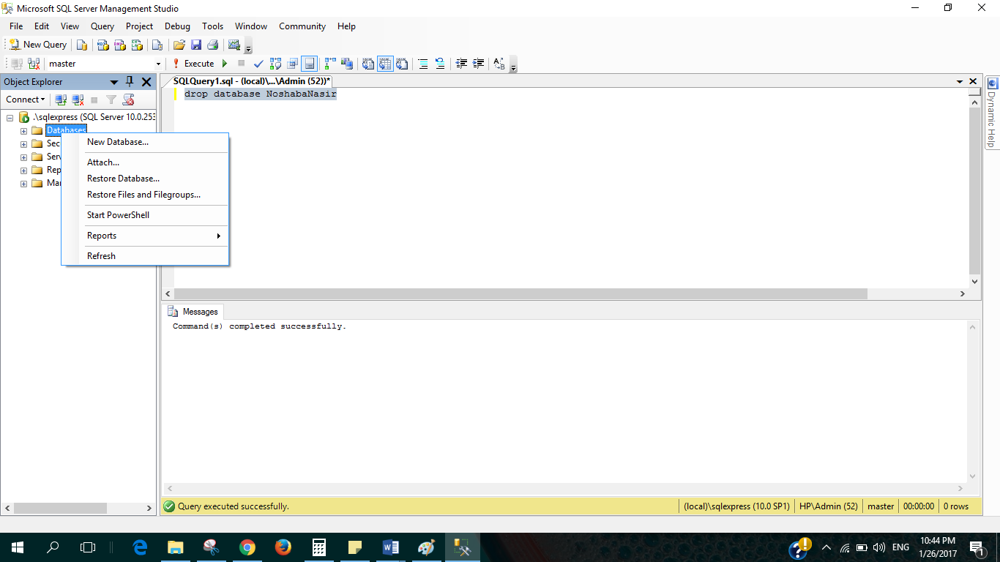 Microsoft SQL Server Management Studio
File Edit View Query Project Debug Tools Window Community Help
New Query
master Execute
Object Explorer
Connect
.\sqlexpress (SQL Server 10.0.253
Databases
Sec
Serv
Rep
Mar
New Database...
Attach...
Restore Database...
Restore Files and Filegroups...
Start PowerShell
Reports
Refresh
SQLQuery1.sql - (local)\...\Admin (52))*
drop database NoshabaNasir
Dynamic Help
Messages
Command(s) completed successfully.
Query executed successfully.
(local)\sqlexpress (10.0 SP1) HP\Admin (52) master 00:00:00 0 rows
ENG
10:44 PM
1/26/2017
1